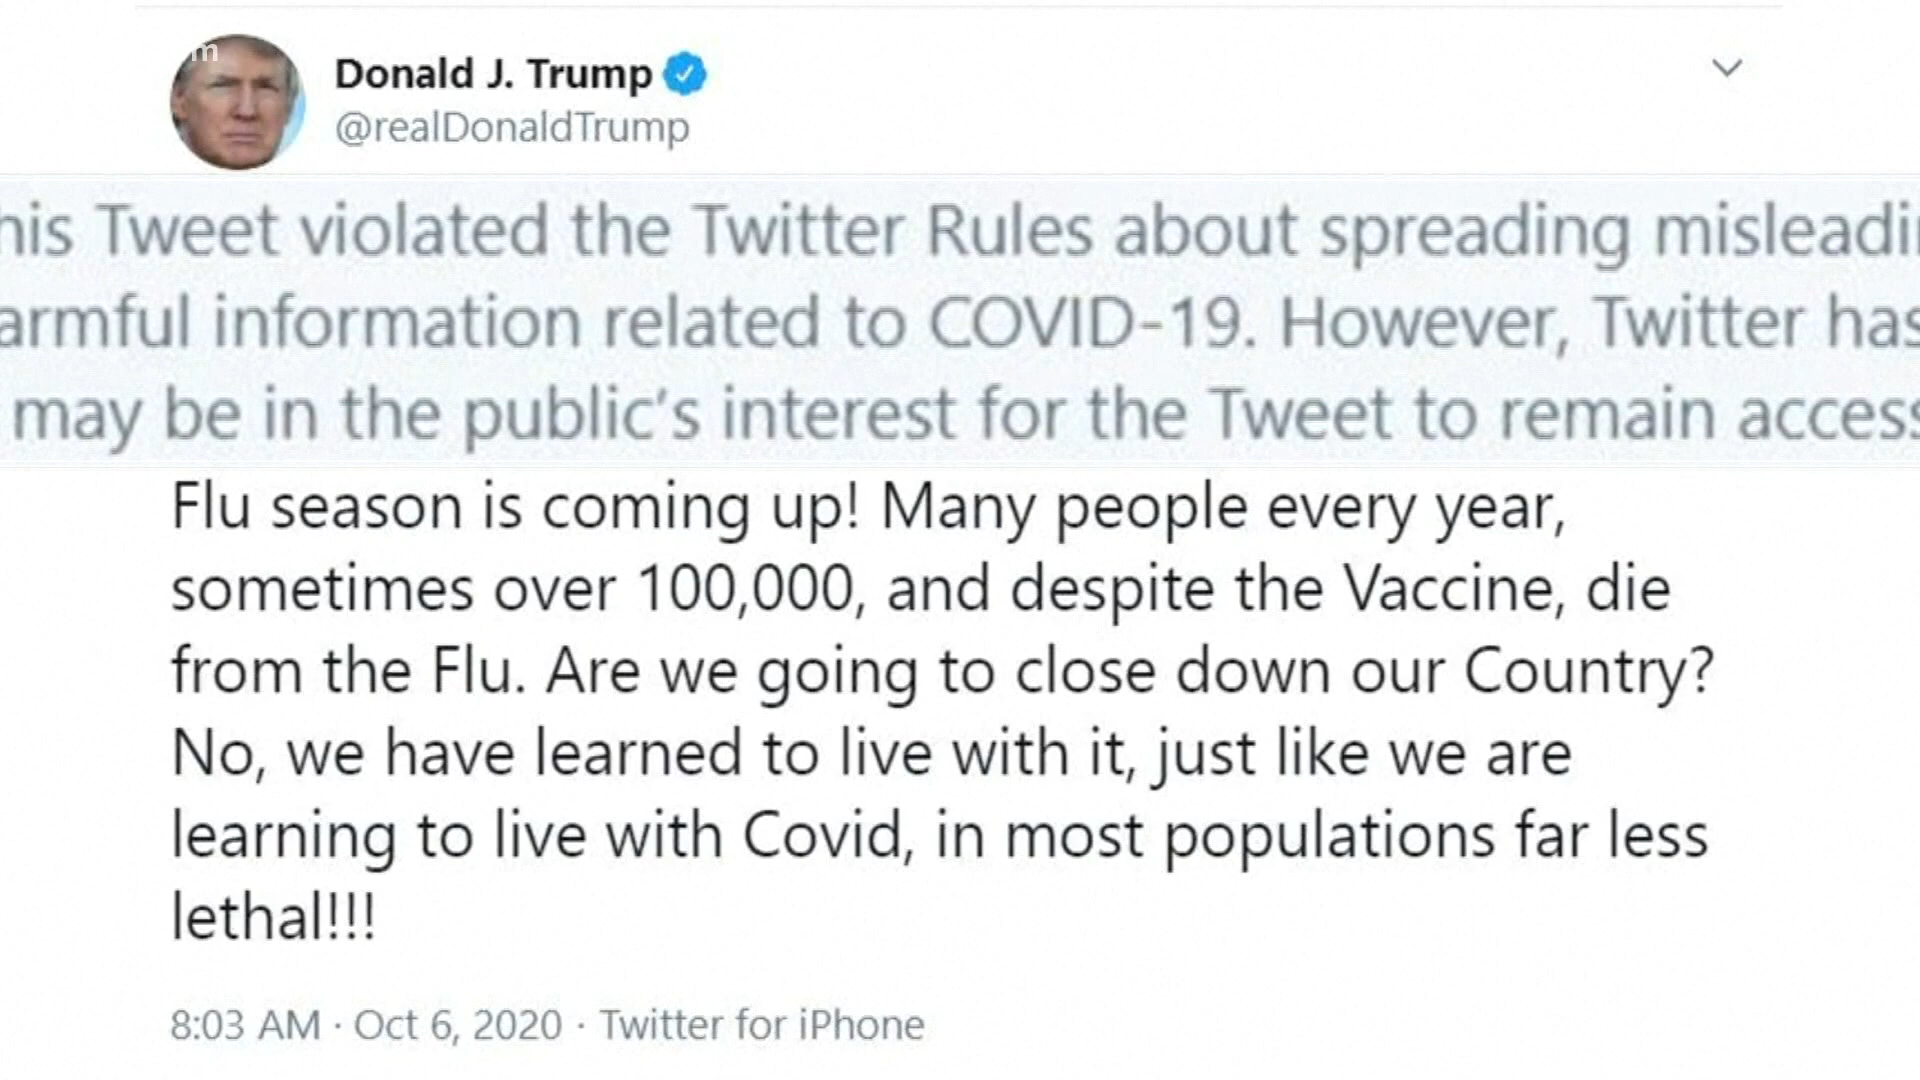 m
Donald J. Trump
@realDonaldTrump
his Tweet violated the Twitter Rules about spreading misleadi
armful information related to COVID-19. However, Twitter has
may be in the public's interest for the Tweet to remain access
Flu season is coming up! Many people every year,
sometimes over 100,000, and despite the Vaccine, die
from the Flu. Are we going to close down our Country?
No, we have learned to live with it, just like we are
learning to live with Covid, in most populations far less
lethal!!!
8:03 AM · Oct 6, 2020 · Twitter for iPhone